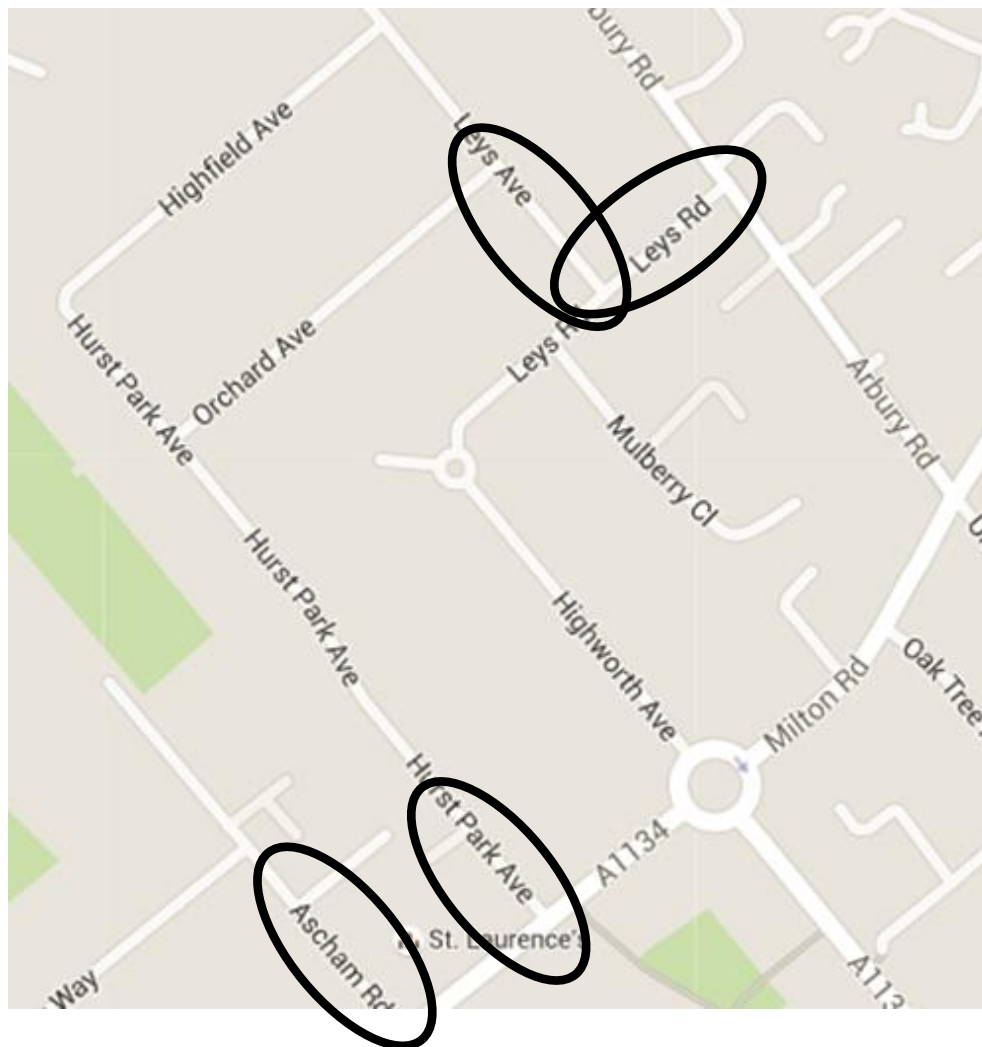 bury Rd
Highfield Ave
Leys Ave
Leys Rd
Hurst Park Ave
Orchard Ave
Leys Rd
Arbury Rd
Mulberry Cl
Hurst Park Ave
Highworth Ave
Oak Tree
Milton Rd
Hurst Park Ave
A1134
Ascham Rd
St. Laurence's
Way
A113